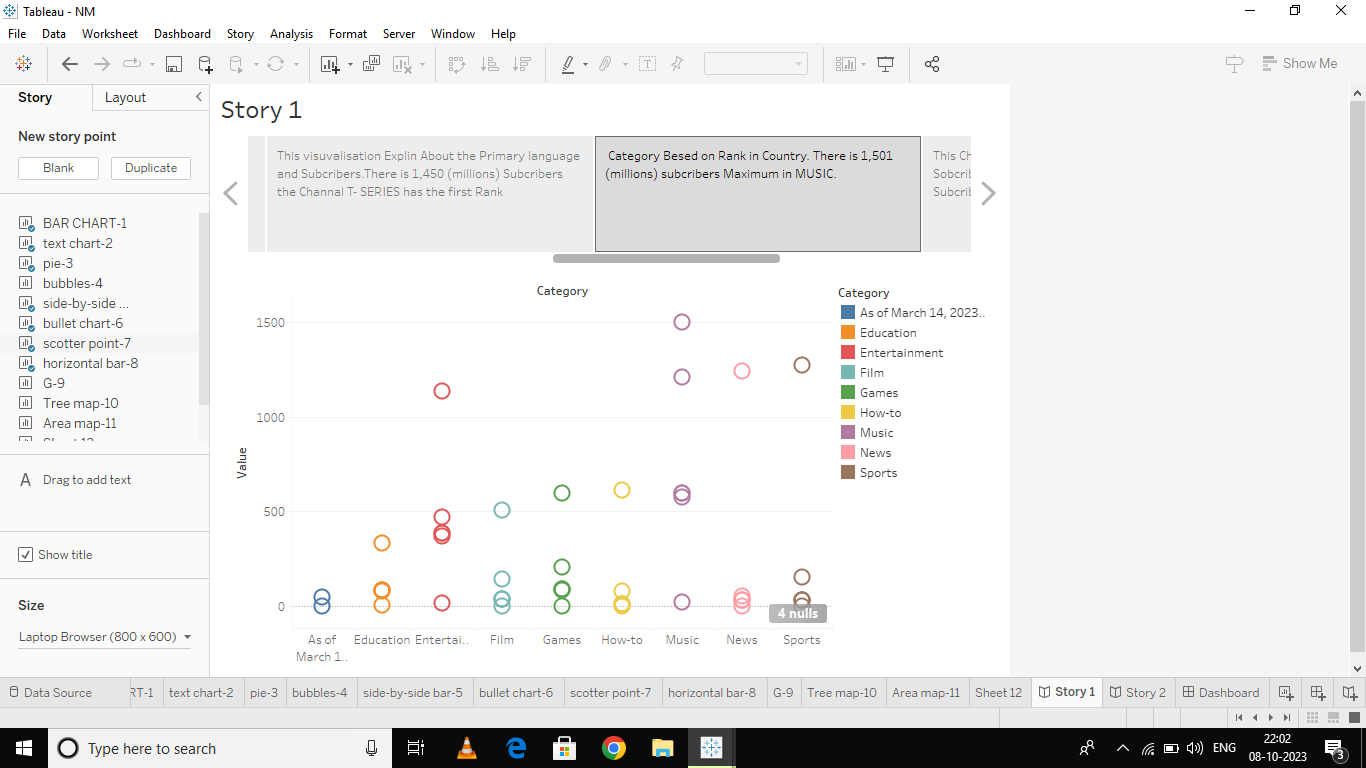 Tableau - NM
File Data Worksheet Dashboard Story Analysis Format Server Window Help
Show Me
Story Layout
New story point
Blank Duplicate
BAR CHART-1
text chart-2
pie-3
bubbles-4
side-by-side ...
bullet chart-6
scotter point-7
horizontal bar-8
G-9
Tree map-10
Area map-11
Drag to add text
Show title
Size
Laptop Browser (800 x 600)
Story 1
This visuvalisation Explin About the Primary language
and Subcribers.There is 1,450 (millions) Subcribers
the Channal T- SERIES has the first Rank
Category Besed on Rank in Country. There is 1,501
(millions) subcribers Maximum in MUSIC.
This Ch
Sobcrib
Subcrib
Category
Value
1500
1000
500
0
4 nulls
As of Education Entertai.. Film Games How-to Music News Sports
March 1..
Category
As of March 14, 2023..
Education
Entertainment
Film
Games
How-to
Music
News
Sports
Data Source RT-1 text chart-2 pie-3 bubbles-4 side-by-side bar-5 bullet chart-6 scotter point-7 horizontal bar-8 G-9 Tree map-10 Area map-11 Sheet 12 Story 1 Story 2 Dashboard
Type here to search
ENG
22:02
08-10-2023
3